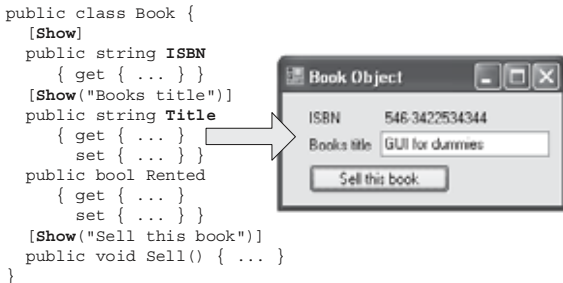 public class Book {
[Show]
public string ISBN
{ get { ... } }
[Show("Books title")]
public string Title
{ get { ... }
set { ... } }
public bool Rented
{ get { ... }
set { ... } }
[Show("Sell this book")]
public void Sell() { ... }
}
Book Object
ISBN 546-3422534344
Books title GUI for dummies
Sell this book